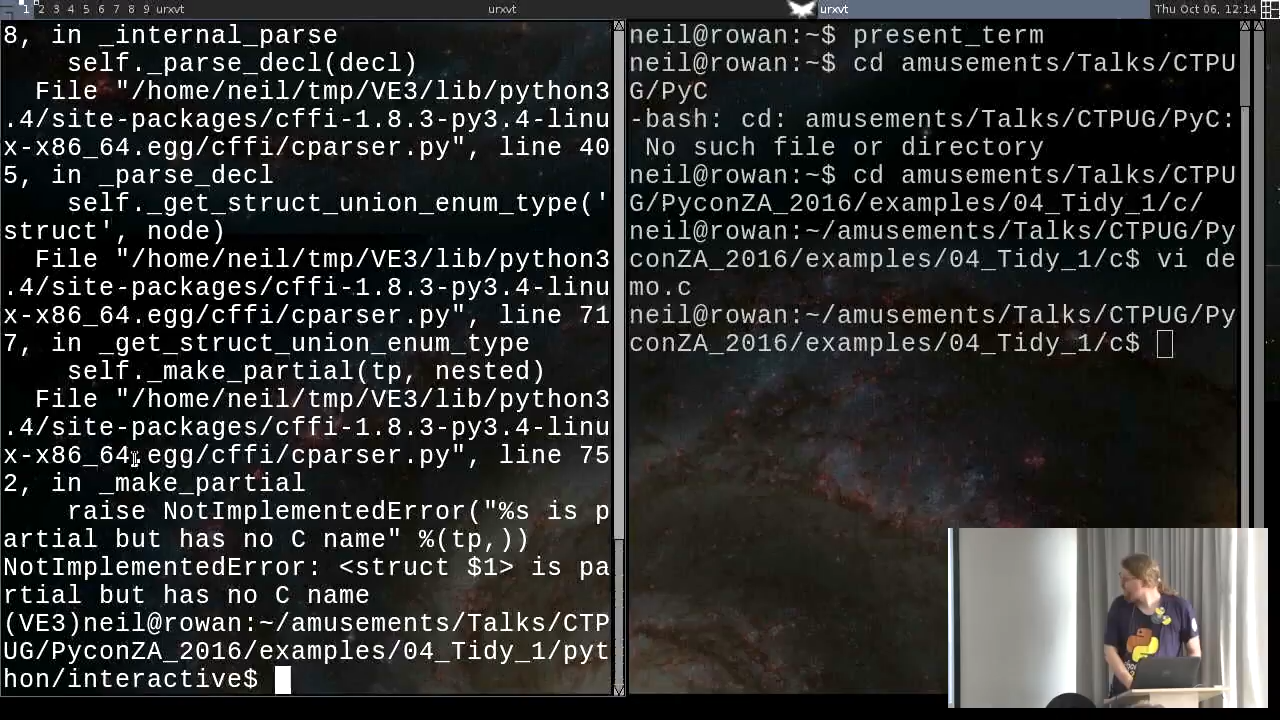 1 2 3 4 5 6 7 8 9 urxvt urxvt urxvt Thu Oct 06, 12:14
8, in _internal_parse
    self._parse_decl(decl)
  File "/home/neil/tmp/VE3/lib/python3
.4/site-packages/cffi-1.8.3-py3.4-linu
x-x86_64.egg/cffi/cparser.py", line 40
5, in _parse_decl
    self._get_struct_union_enum_type('
struct', node)
  File "/home/neil/tmp/VE3/lib/python3
.4/site-packages/cffi-1.8.3-py3.4-linu
x-x86_64.egg/cffi/cparser.py", line 71
7, in _get_struct_union_enum_type
    self._make_partial(tp, nested)
  File "/home/neil/tmp/VE3/lib/python3
.4/site-packages/cffi-1.8.3-py3.4-linu
x-x86_64.egg/cffi/cparser.py", line 75
2, in _make_partial
    raise NotImplementedError("%s is p
artial but has no C name" %(tp,))
NotImplementedError: <struct $1> is pa
rtial but has no C name
(VE3)neil@rowan:~/amusements/Talks/CTP
UG/PyconZA_2016/examples/04_Tidy_1/pyt
hon/interactive$
neil@rowan:~$ present_term
neil@rowan:~$ cd amusements/Talks/CTPU
G/PyC
-bash: cd: amusements/Talks/CTPUG/PyC:
 No such file or directory
neil@rowan:~$ cd amusements/Talks/CTPU
G/PyconZA_2016/examples/04_Tidy_1/c/
neil@rowan:~/amusements/Talks/CTPUG/Py
conZA_2016/examples/04_Tidy_1/c$ vi de
mo.c
neil@rowan:~/amusements/Talks/CTPUG/Py
conZA_2016/examples/04_Tidy_1/c$